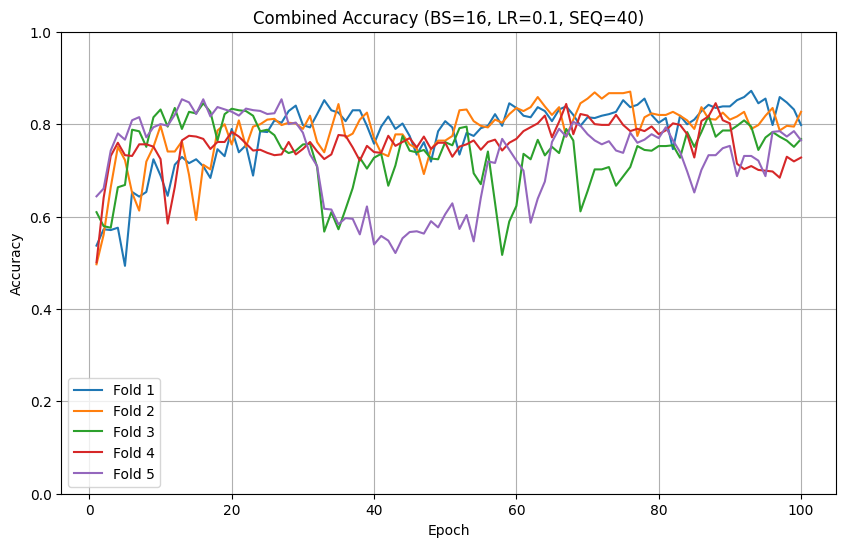 Combined Accuracy (BS=16, LR=0.1, SEQ=40)
1.0
0.8
0.6
0.4
0.2
0.0
Accuracy
Fold 1
Fold 2
Fold 3
Fold 4
Fold 5
0 20 40 60 80 100
Epoch